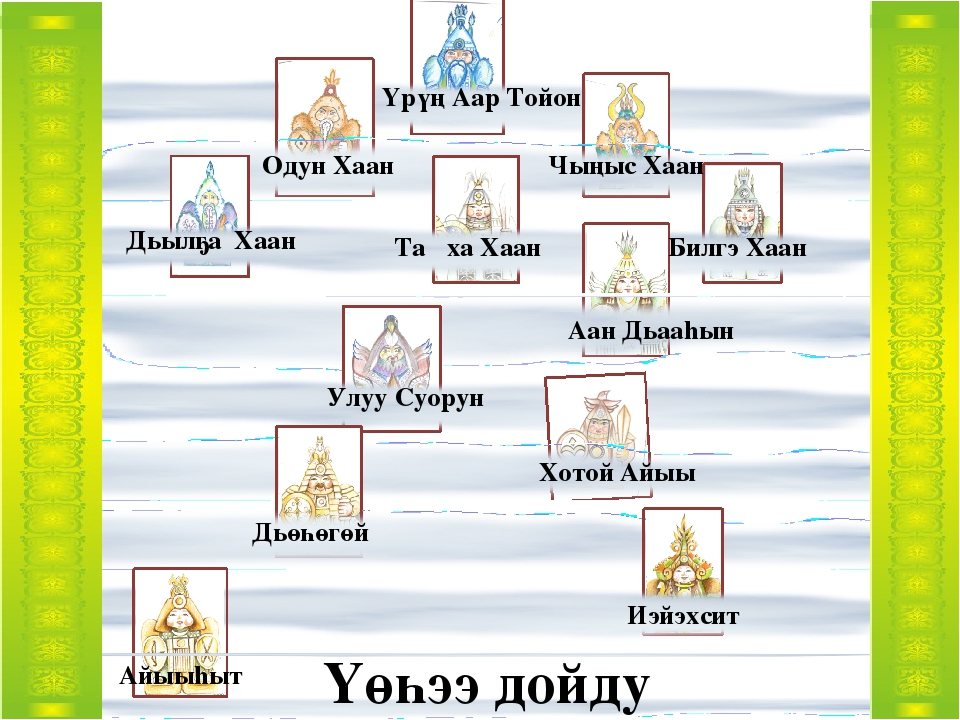 Үрүҥ Аар Тойон
Одун Хаан
Чыҥыс Хаан
Дьылҕа Хаан
Та ха Хаан
Билгэ Хаан
Аан Дьааһын
Улуу Суорун
Хотой Айыы
Дьөһөгөй
Иэйэхсит
Айыыһыт
Үөһээ дойду